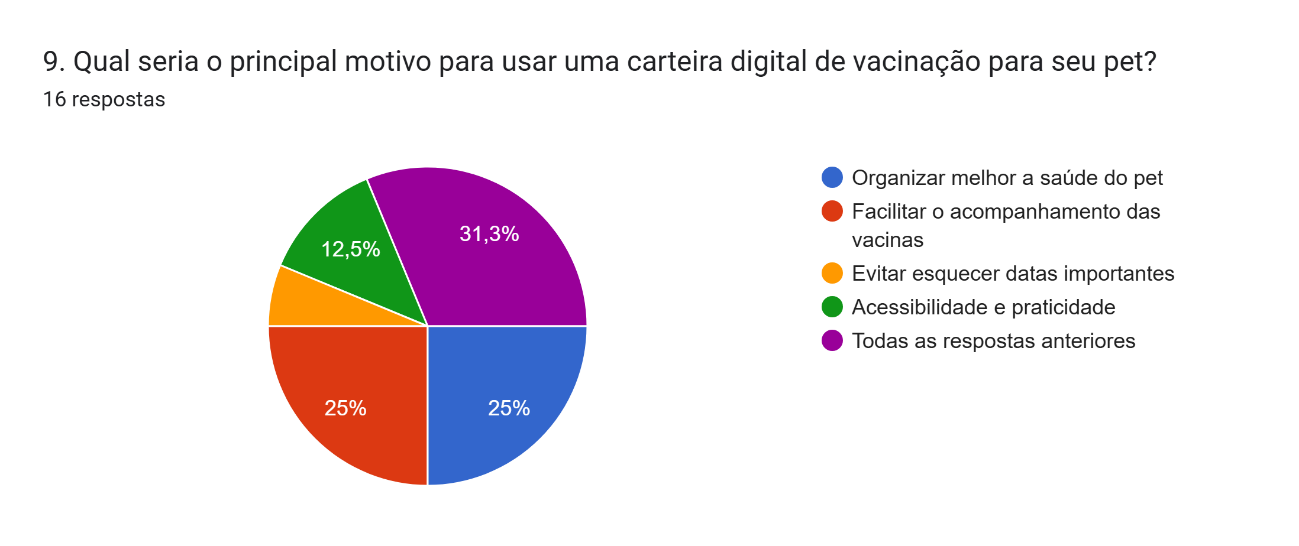 9. Qual seria o principal motivo para usar uma carteira digital de vacinação para seu pet?
16 respostas
31,3%
12,5%
25%
25%
Organizar melhor a saúde do pet
Facilitar o acompanhamento das
vacinas
Evitar esquecer datas importantes
Acessibilidade e praticidade
Todas as respostas anteriores